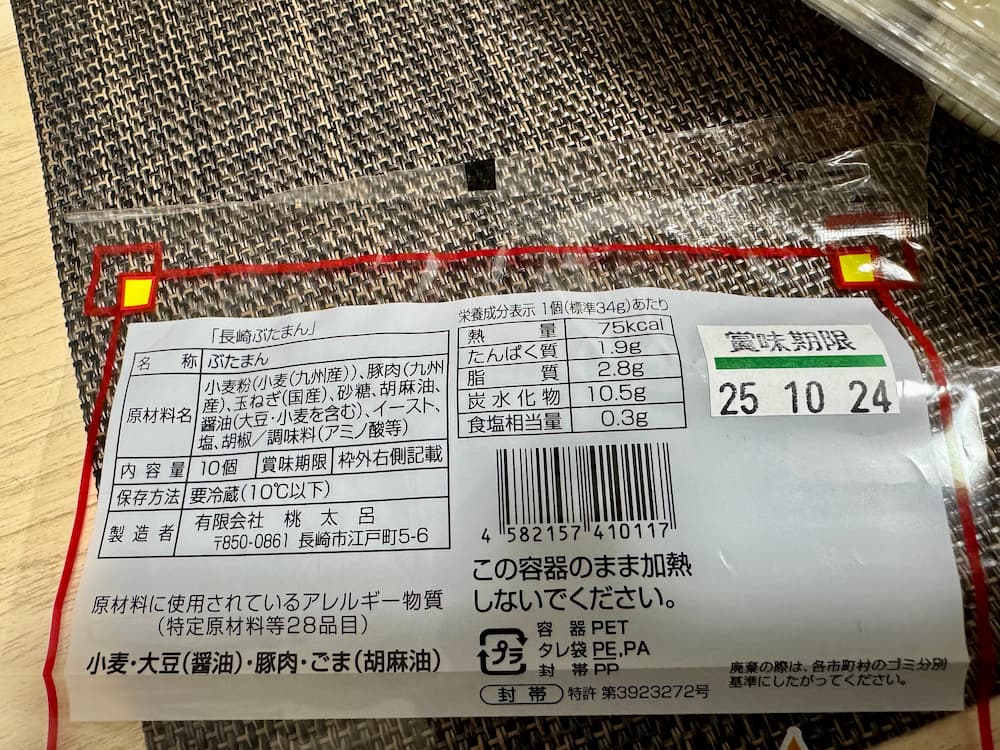 「長崎ぶたまん」
名称 ぶたまん
原材料名 小麦粉(小麦(九州産))、豚肉(九州
産)、玉ねぎ(国産)、砂糖、胡麻油、
醤油(大豆・小麦を含む)、イースト、
塩、胡椒／調味料(アミノ酸等)
内容量 10個 賞味期限 枠外右側記載
保存方法 要冷蔵(10℃以下)
製造者 有限会社 桃太呂
〒850-0861 長崎市江戸町5-6
原材料に使用されているアレルギー物質
(特定原材料等28品目)
小麦・大豆(醤油)・豚肉・ごま(胡麻油)
栄養成分表示 1個(標準34g)あたり
熱量 75kcal
たんぱく質 1.9g
脂質 2.8g
炭水化物 10.5g
食塩相当量 0.3g
4 582157 410117
この容器のまま加熱
しないでください。
プラ
容器 PET
タレ袋 PE,PA
封帯 PP
封帯 特許 第3923272号
賞味期限
25 10 24
廃棄の際は、各市町村のゴミ分別
基準にしたがってください。